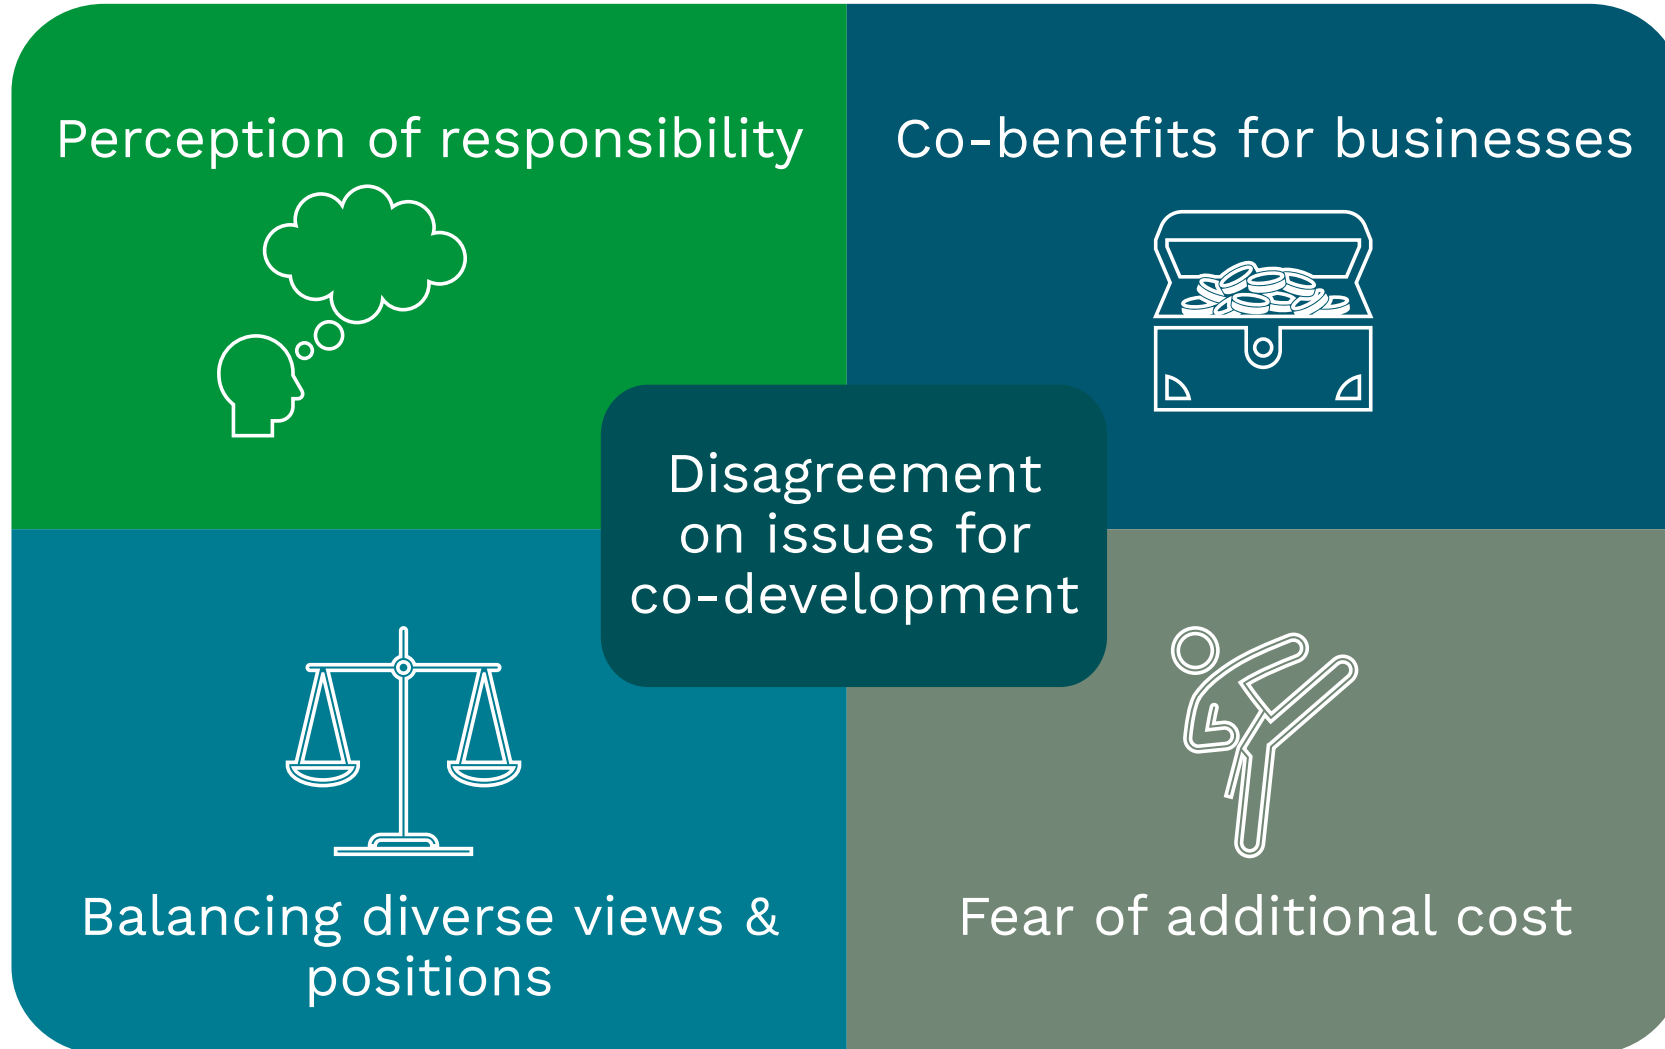 Perception of responsibility
Co-benefits for businesses
Disagreement
on issues for
co-development
Balancing diverse views &
positions
Fear of additional cost